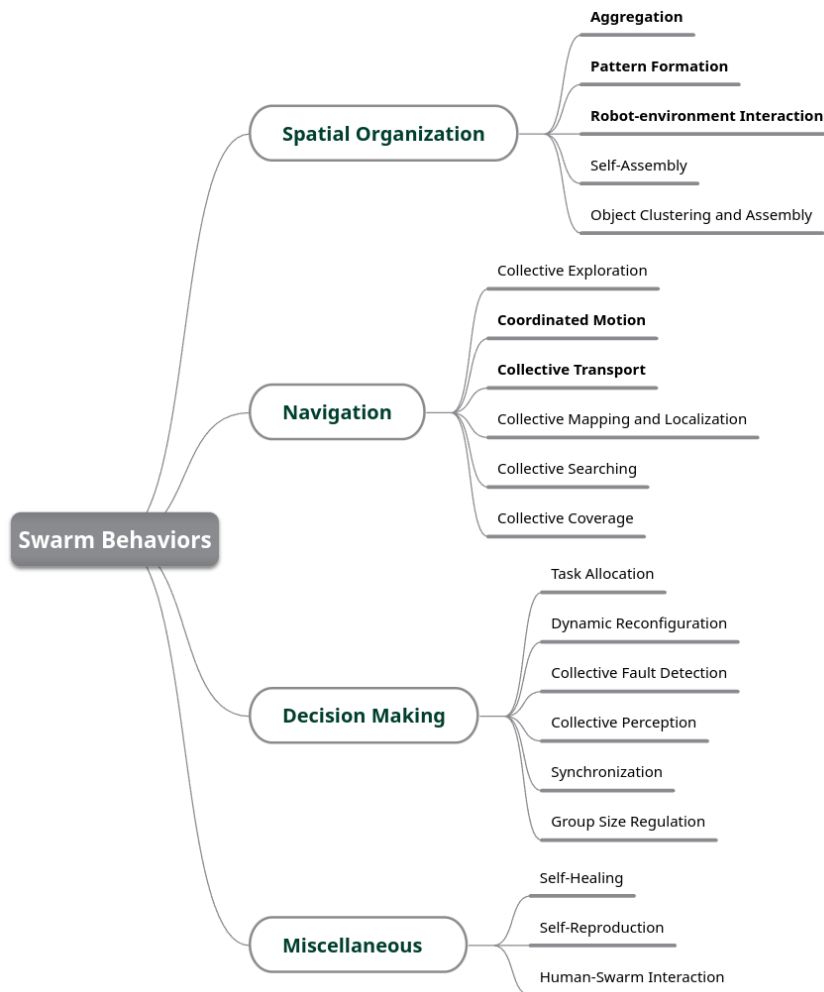 Swarm Behaviors
Spatial Organization
Aggregation
Pattern Formation
Robot-environment Interaction
Self-Assembly
Object Clustering and Assembly
Navigation
Collective Exploration
Coordinated Motion
Collective Transport
Collective Mapping and Localization
Collective Searching
Collective Coverage
Decision Making
Task Allocation
Dynamic Reconfiguration
Collective Fault Detection
Collective Perception
Synchronization
Group Size Regulation
Miscellaneous
Self-Healing
Self-Reproduction
Human-Swarm Interaction